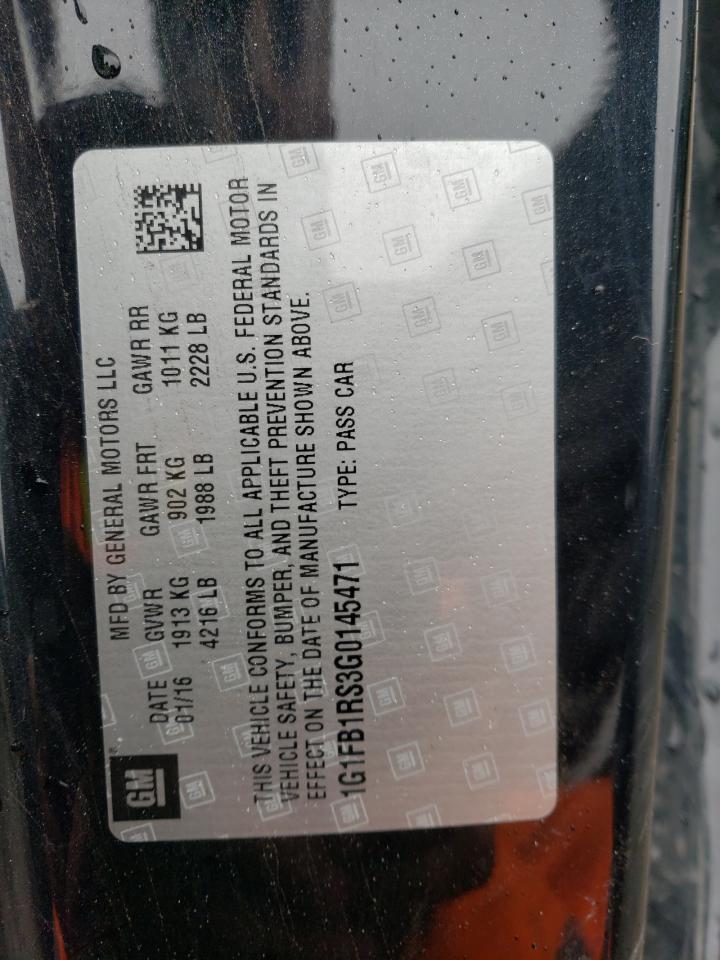 GM
MFD BY GENERAL MOTORS LLC
DATE GVWR GAWR FRT GAWR RR
01/16 1913 KG 902 KG 1011 KG
4216 LB 1988 LB 2228 LB
THIS VEHICLE CONFORMS TO ALL APPLICABLE U.S. FEDERAL MOTOR
VEHICLE SAFETY, BUMPER, AND THEFT PREVENTION STANDARDS IN
EFFECT ON THE DATE OF MANUFACTURE SHOWN ABOVE.
1G1FB1RS3G0145471 TYPE: PASS CAR